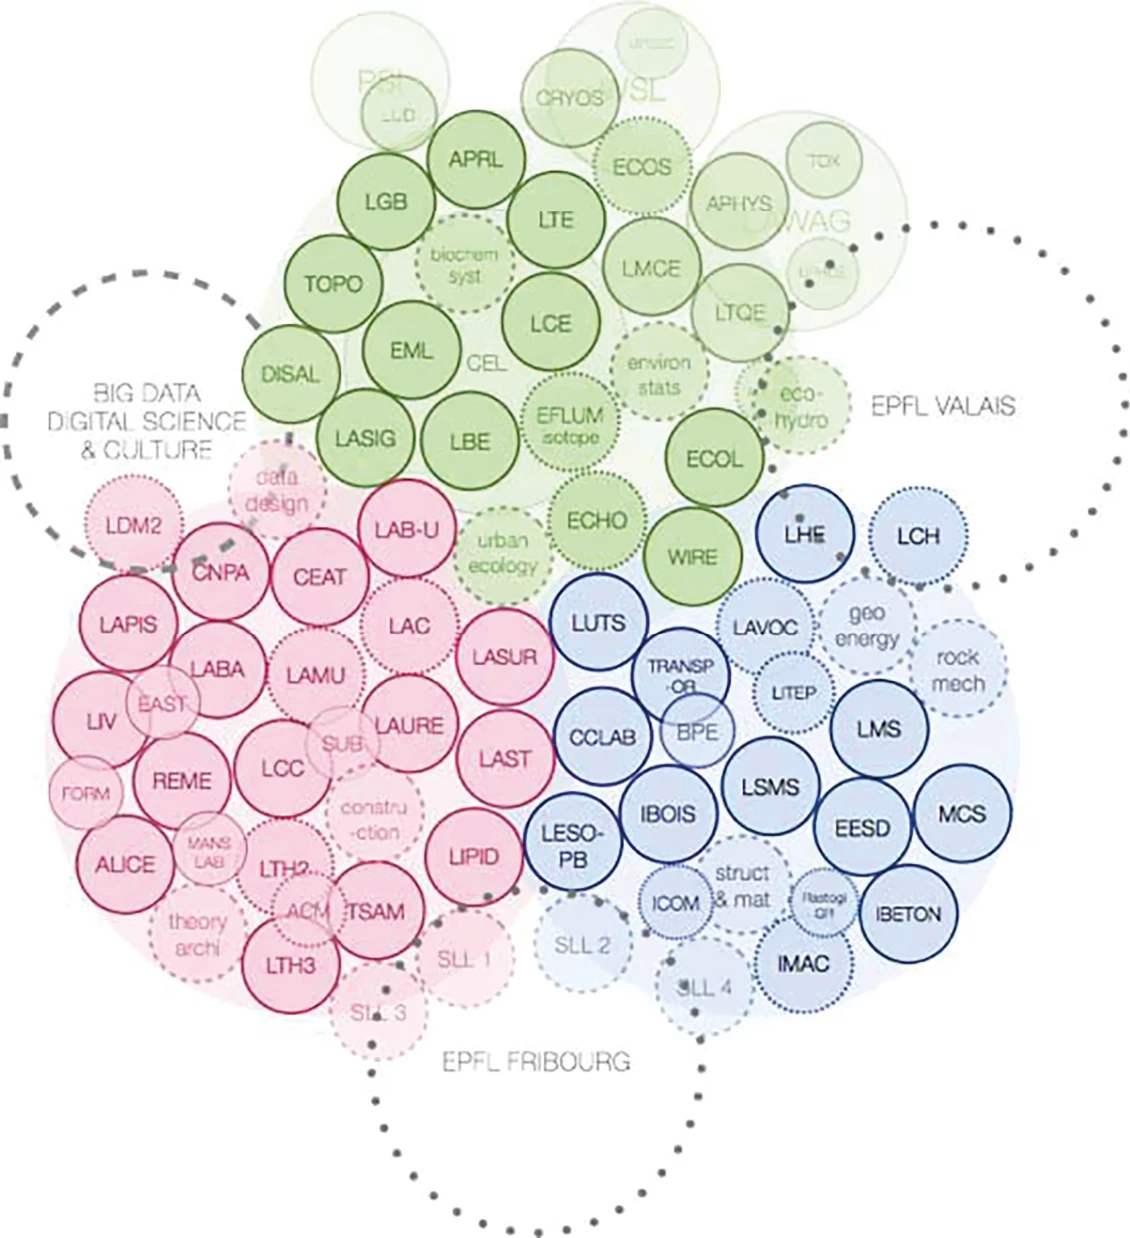 PSI
CRYOS
WSL
APRL
ECOS
TOX
LGB
LTE
APHYS
EAWAG
biochem
syst
LMCE
TOPO
LTQE
LCE
EML
CEL
environ
stats
DISAL
BIG DATA
DIGITAL SCIENCE
& CULTURE
eco-
hydro
EPFL VALAIS
EFLUM
isotope
LASIG
LBE
ECOL
data
design
LDM2
LAB-U
ECHO
urban
ecology
WIRE
LHE
LCH
CNPA
CEAT
LAPIS
LAC
LUTS
LAVOC
geo
energy
LASUR
LABA
LAMU
TRANSP
-OR
rock
mech
LITEP
EAST
LIV
LAURE
SUB
CCLAB
BPE
LMS
LAST
LCC
REME
FORM
LSMS
constru
-ction
IBOIS
MCS
EESD
LESO-
PB
MANS
LAB
LIPID
ALICE
LTH2
struct
& mat
ICOM
ACM
TSAM
IBETON
theory
archi
SLL 1
SLL 2
LTH3
IMAC
SLL 4
SLL 3
EPFL FRIBOURG